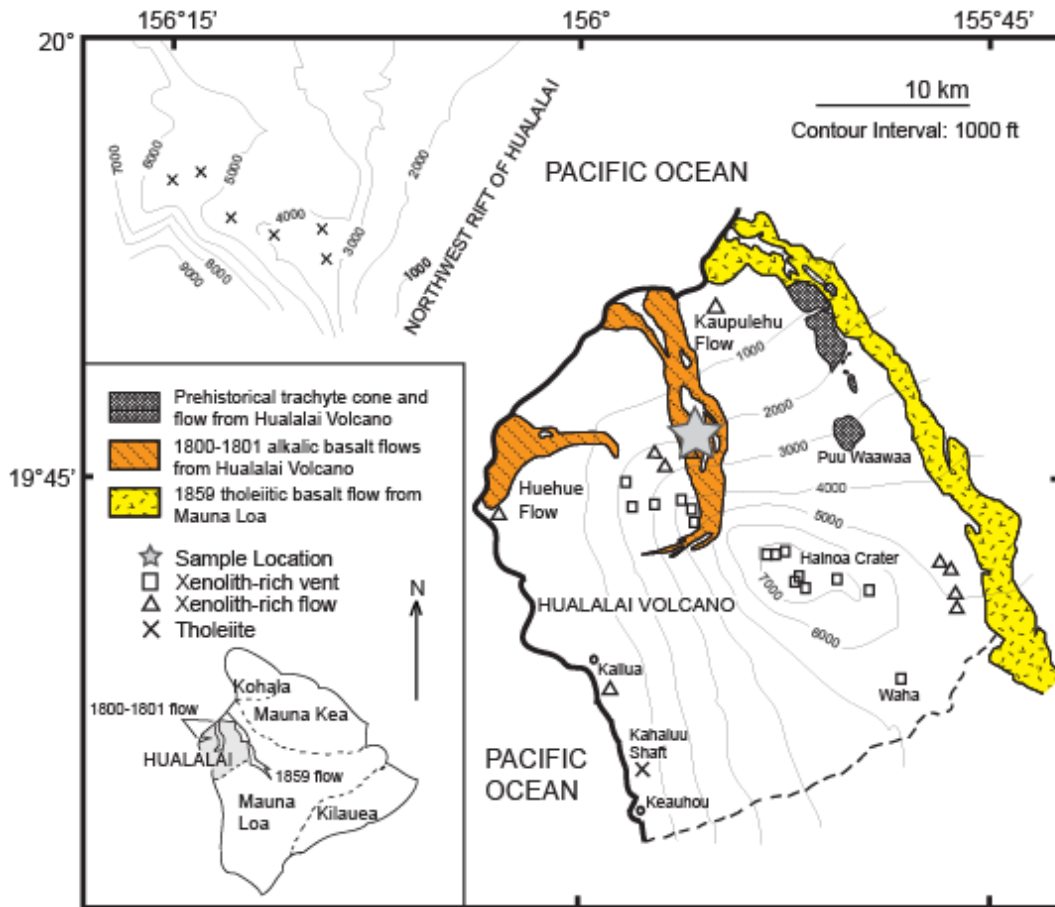 156°15'
156°
155°45'
20°
10 km
Contour Interval: 1000 ft
PACIFIC OCEAN
NORTHWEST RIFT OF HUALALAI
7000
6000
5000
4000
3000
2000
1000
8000
9000
Kaupulehu
Flow
1000
2000
3000
4000
5000
6000
7000
Puu Waawaa
19°45'
Huehue
Flow
Hainoa Crater
HUALALAI VOLCANO
Kailua
Waha
Kahaluu
Shaft
Keauhou
PACIFIC
OCEAN
Prehistorical trachyte cone and
flow from Hualalai Volcano
1800-1801 alkalic basalt flows
from Hualalai Volcano
1859 tholeiitic basalt flow from
Mauna Loa
Sample Location
Xenolith-rich vent
Xenolith-rich flow
Tholeiite
N
Kohala
Mauna Kea
1800-1801 flow
HUALALAI
1859 flow
Mauna
Loa
Kilauea